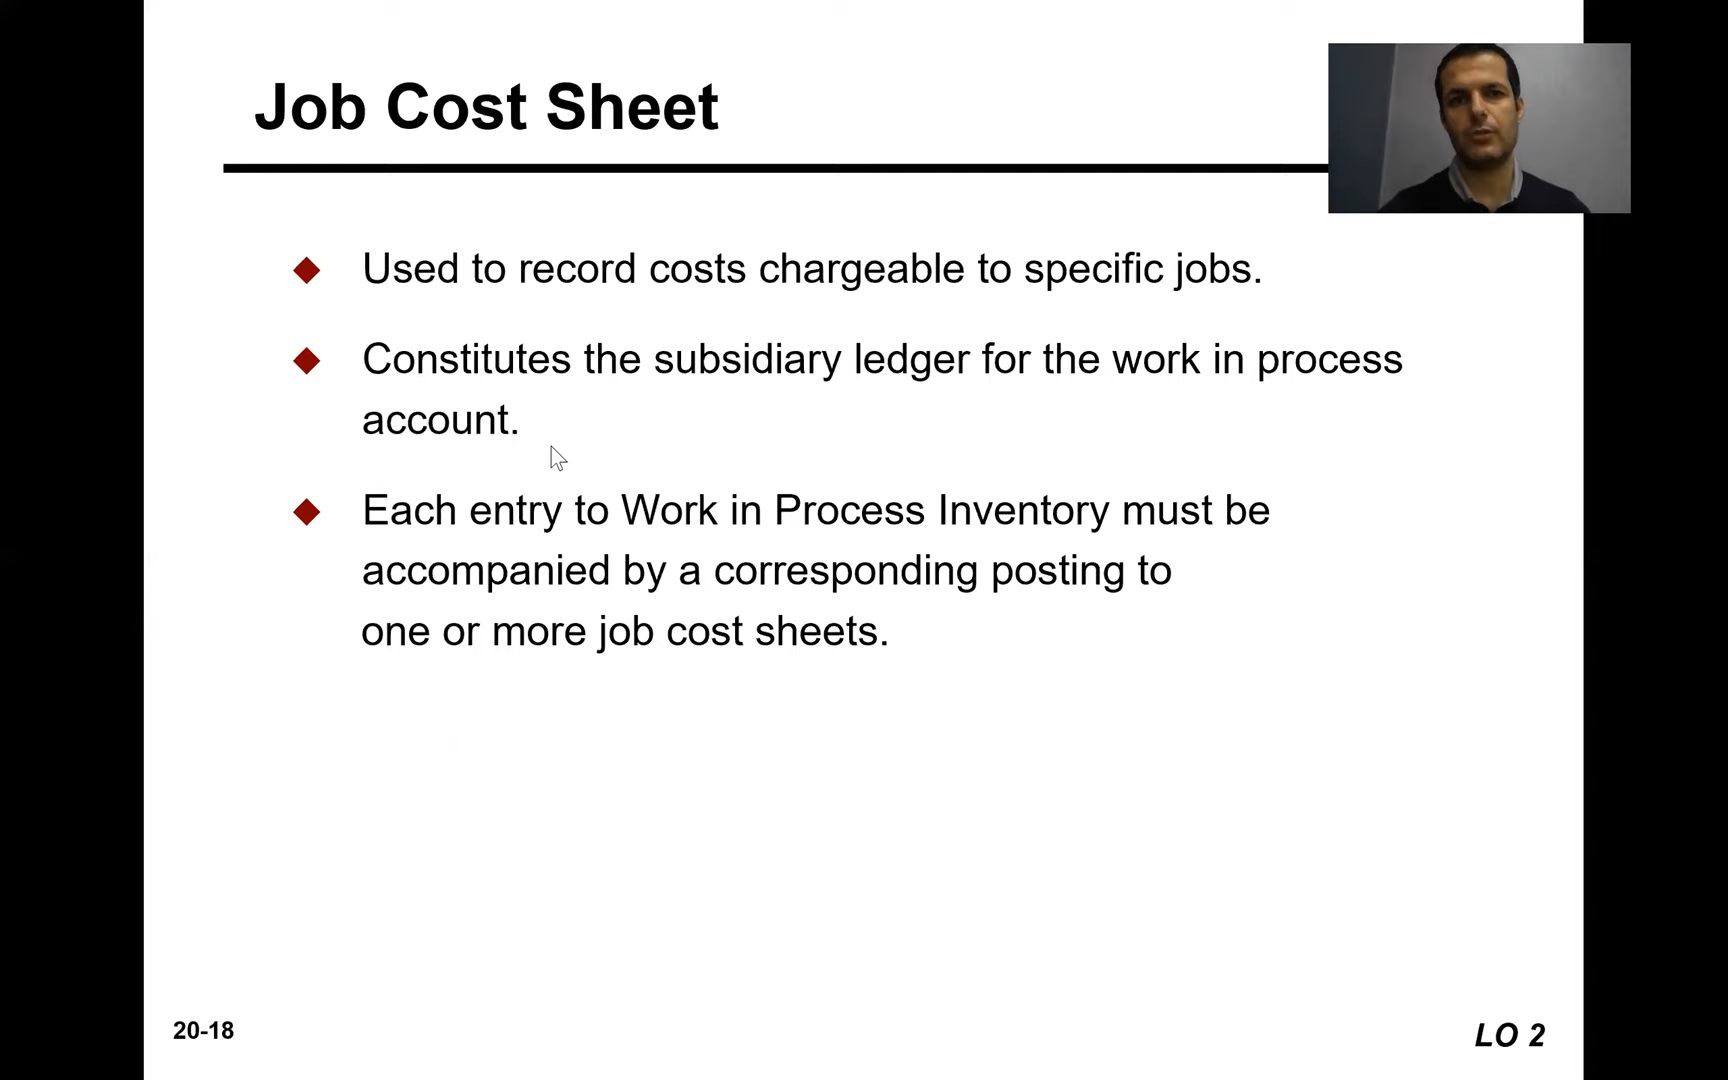 Job Cost Sheet
Used to record costs chargeable to specific jobs.
Constitutes the subsidiary ledger for the work in process
account.
Each entry to Work in Process Inventory must be
accompanied by a corresponding posting to
one or more job cost sheets.
20-18
LO 2